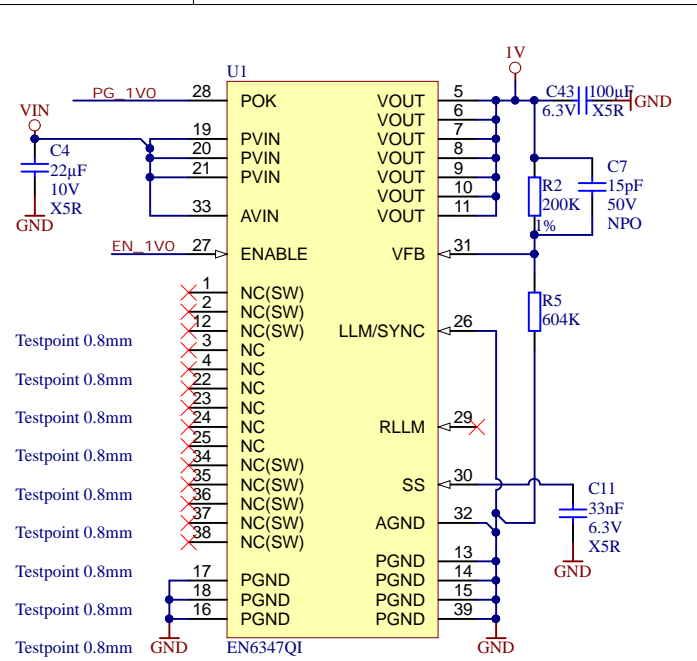 1V
U1
PG_1V0 28 POK VOUT 5 C43 100µF GND
6.3V X5R
VOUT 6
VIN
19 PVIN VOUT 7
C4
22µF
10V
X5R
GND
20 PVIN VOUT 8
21 PVIN VOUT 9
VOUT 10
33 AVIN VOUT 11
C7
15pF
50V
NPO
R2
200K
1%
EN_1V0 27 ENABLE VFB 31
1 NC(SW)
2 NC(SW)
12 NC(SW) LLM/SYNC 26
R5
604K
3 NC
4 NC
22 NC
23 NC
24 NC RLLM 29
25 NC
34 NC(SW)
35 NC(SW) SS 30
36 NC(SW)
37 NC(SW) AGND 32
38 NC(SW)
C11
33nF
6.3V
X5R
GND
PGND 13
17 PGND PGND 14
18 PGND PGND 15
16 PGND PGND 39
GND EN6347QI GND
Testpoint 0.8mm
Testpoint 0.8mm
Testpoint 0.8mm
Testpoint 0.8mm
Testpoint 0.8mm
Testpoint 0.8mm
Testpoint 0.8mm
Testpoint 0.8mm
Testpoint 0.8mm